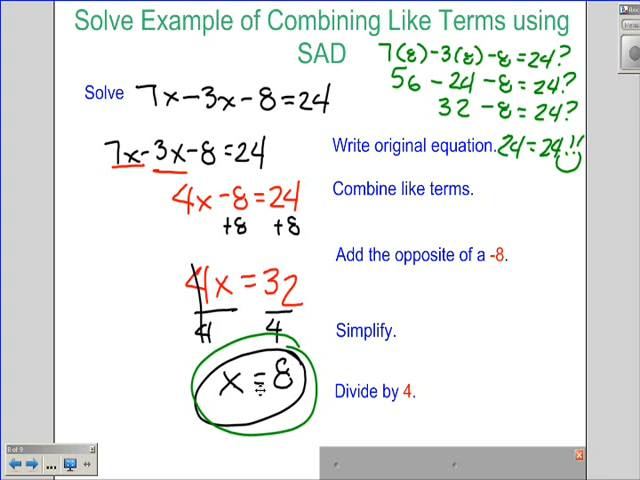 Solve Example of Combining Like Terms using
SAD
7(8)-3(8)-8=24?
56-24-8=24?
32-8=24?
24=24!!
Solve 7x-3x-8=24
7x-3x-8=24
Write original equation.
4x-8=24
Combine like terms.
+8 +8
Add the opposite of a -8.
4x=32
4 4
Simplify.
x=8
Divide by 4.
8 of 9